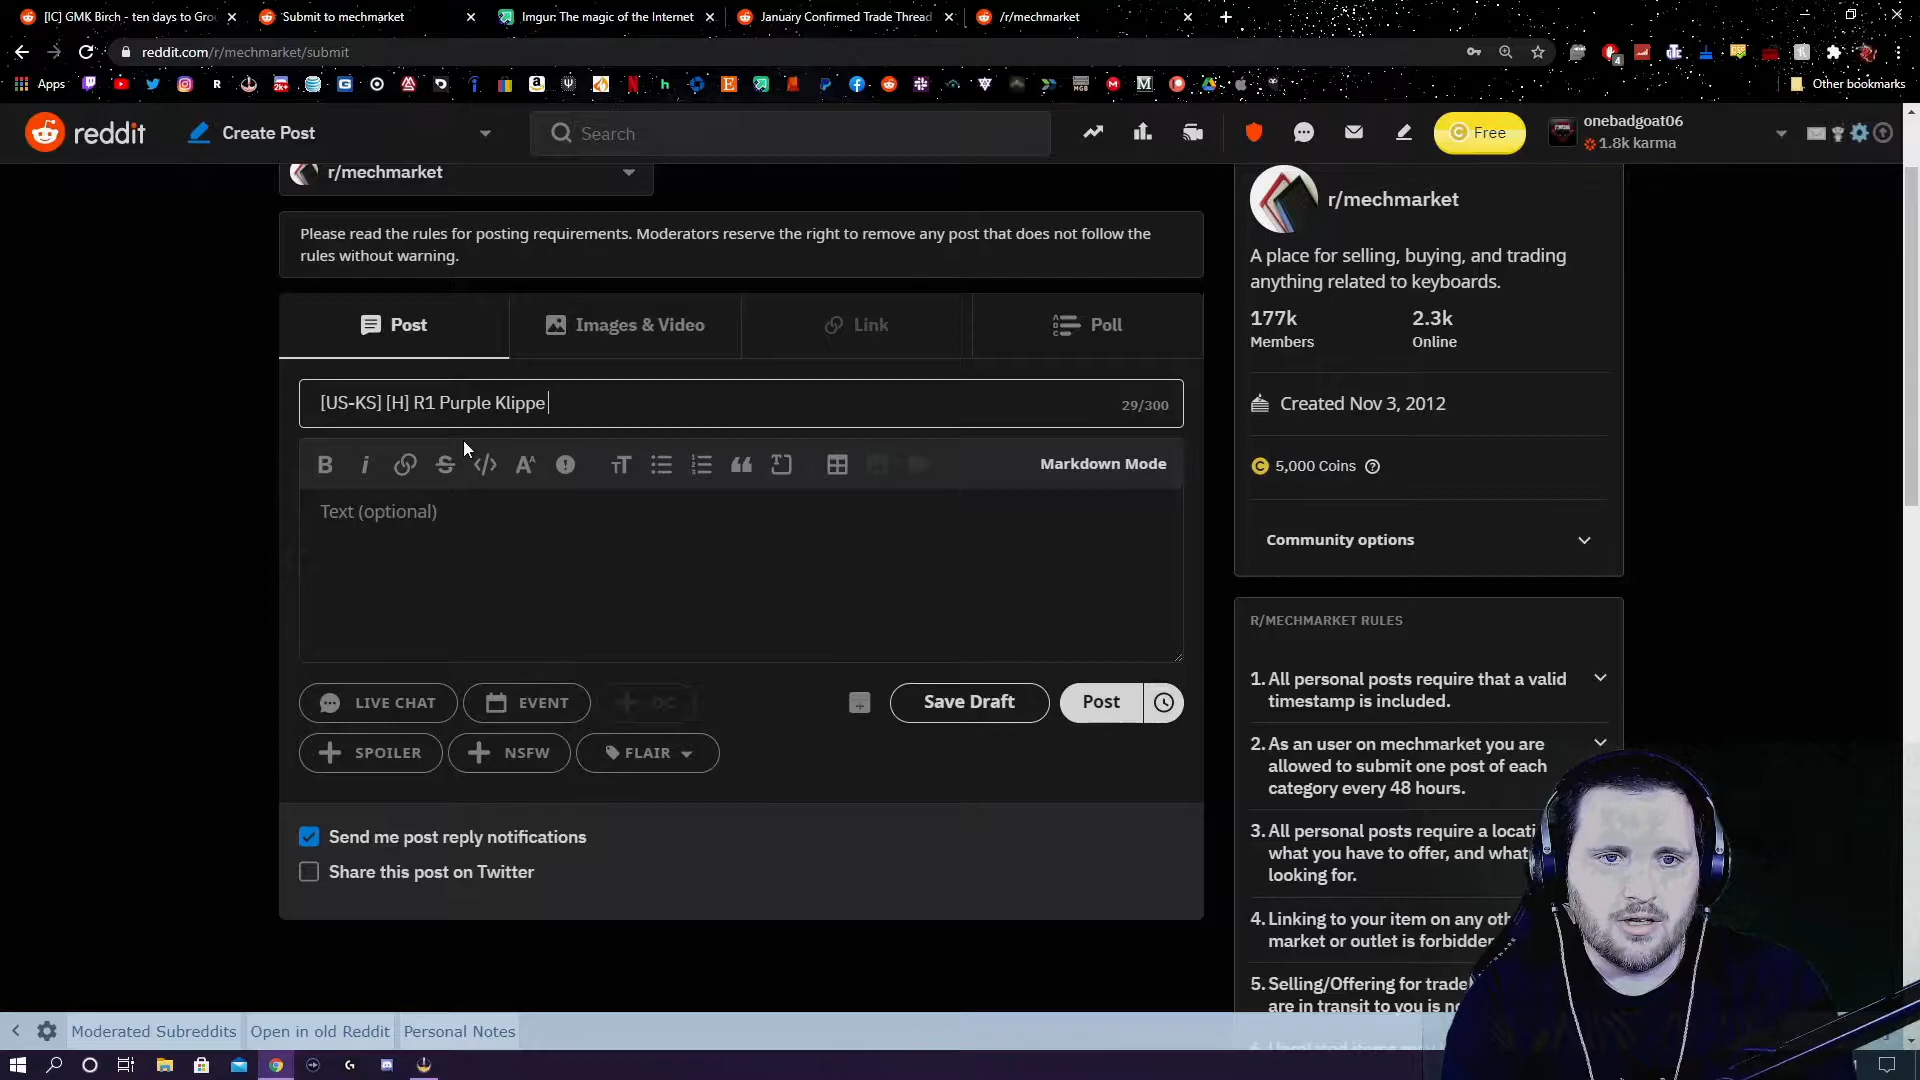 [IC] GMK Birch - ten days to Gro
Submit to mechmarket
Imgur: The magic of the Internet
January Confirmed Trade Thread
/r/mechmarket
reddit.com/r/mechmarket/submit
Apps
Other bookmarks
reddit
Create Post
Search
Free
onebadgoat06
1.8k karma
r/mechmarket
Please read the rules for posting requirements. Moderators reserve the right to remove any post that does not follow the
rules without warning.
Post
Images & Video
Link
Poll
[US-KS] [H] R1 Purple Klippe
29/300
Markdown Mode
Text (optional)
LIVE CHAT
EVENT
OC
Save Draft
Post
SPOILER
NSFW
FLAIR
Send me post reply notifications
Share this post on Twitter
r/mechmarket
A place for selling, buying, and trading
anything related to keyboards.
177k
2.3k
Members
Online
Created Nov 3, 2012
5,000 Coins
Community options
R/MECHMARKET RULES
1. All personal posts require that a valid
timestamp is included.
2. As an user on mechmarket you are
allowed to submit one post of each
category every 48 hours.
3. All personal posts require a locati
what you have to offer, and what
looking for.
4. Linking to your item on any oth
market or outlet is forbidden
5. Selling/Offering for trade
are in transit to you is n
Moderated Subreddits
Open in old Reddit
Personal Notes